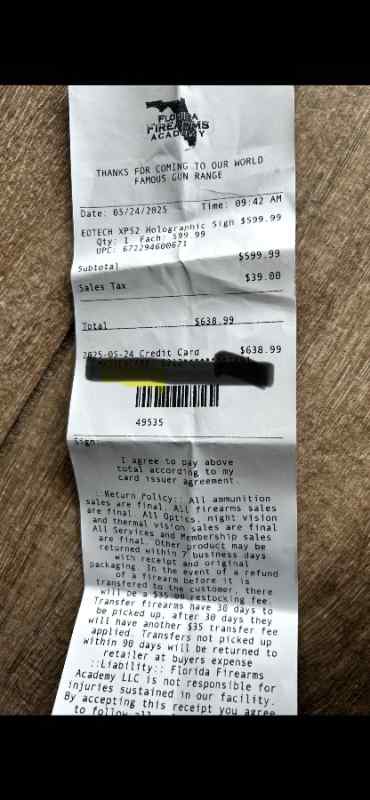 FLORIDA
FIREARMS
ACADEMY
THANKS FOR COMING TO OUR WORLD
FAMOUS GUN RANGE
Date: 05/24/2025 Time: 09:42 AM
EOTECH XPS2 Holographic Sign $599.99
Qty: 1 Each: 599.99
UPC: 672294600671
Subtotal $599.99
Sales Tax $39.00
Total $638.99
2025-05-24 Credit Card $638.99
49535
Sign:
I agree to pay above
total according to my
card issuer agreement.
::Return Policy:: All ammunition
sales are final. All firearms sales
are final. All Optics, night vision
and thermal vision sales are final
All Services and Membership sales
are final. Other product may be
returned within 7 business days
with receipt and original
packaging. In the event of a refund
of a firearm before it is
transferred to the customer, there
will be a $35.00 restocking fee.
Transfer firearms have 30 days to
be picked up, after 30 days they
will have another $35 transfer fee
applied. Transfers not picked up
within 90 days will be returned to
retailer at buyers expense
::Liability:: Florida Firearms
Academy LLC is not responsible for
injuries sustained in our facility.
By accepting this receipt you agree
to follow all